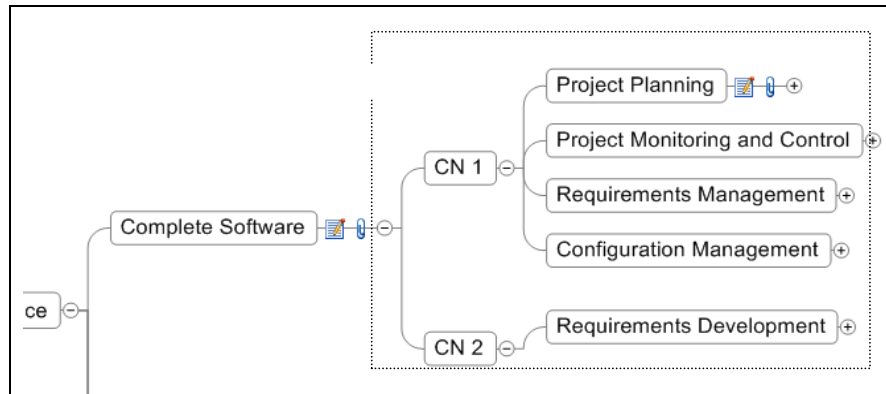 Project Planning
Project Monitoring and Control
CN 1
Requirements Management
Complete Software
Configuration Management
ce
Requirements Development
CN 2